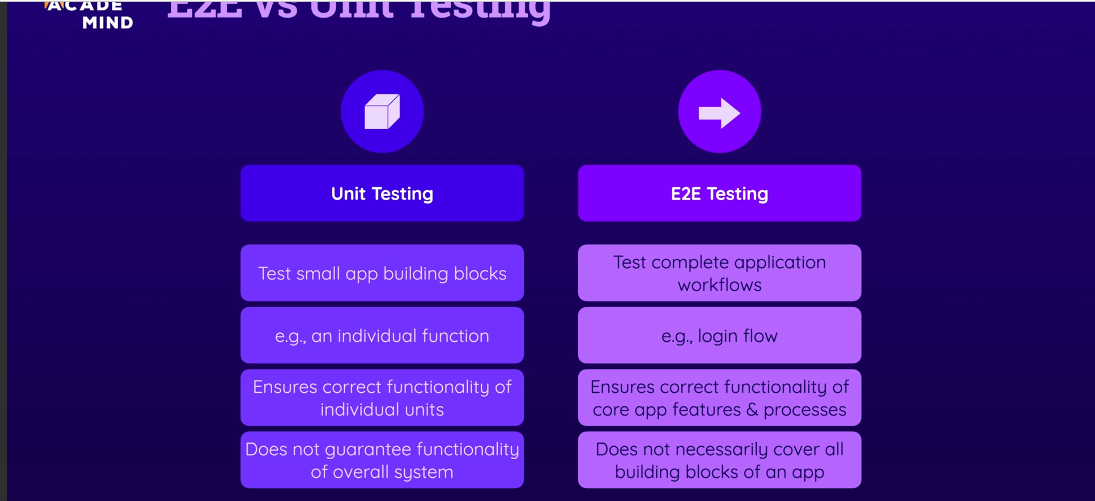 ACADE
MIND
E2E vs Unit Testing
Unit Testing
Test small app building blocks
e.g., an individual function
Ensures correct functionality of
individual units
Does not guarantee functionality
of overall system
E2E Testing
Test complete application
workflows
e.g., login flow
Ensures correct functionality of
core app features & processes
Does not necessarily cover all
building blocks of an app